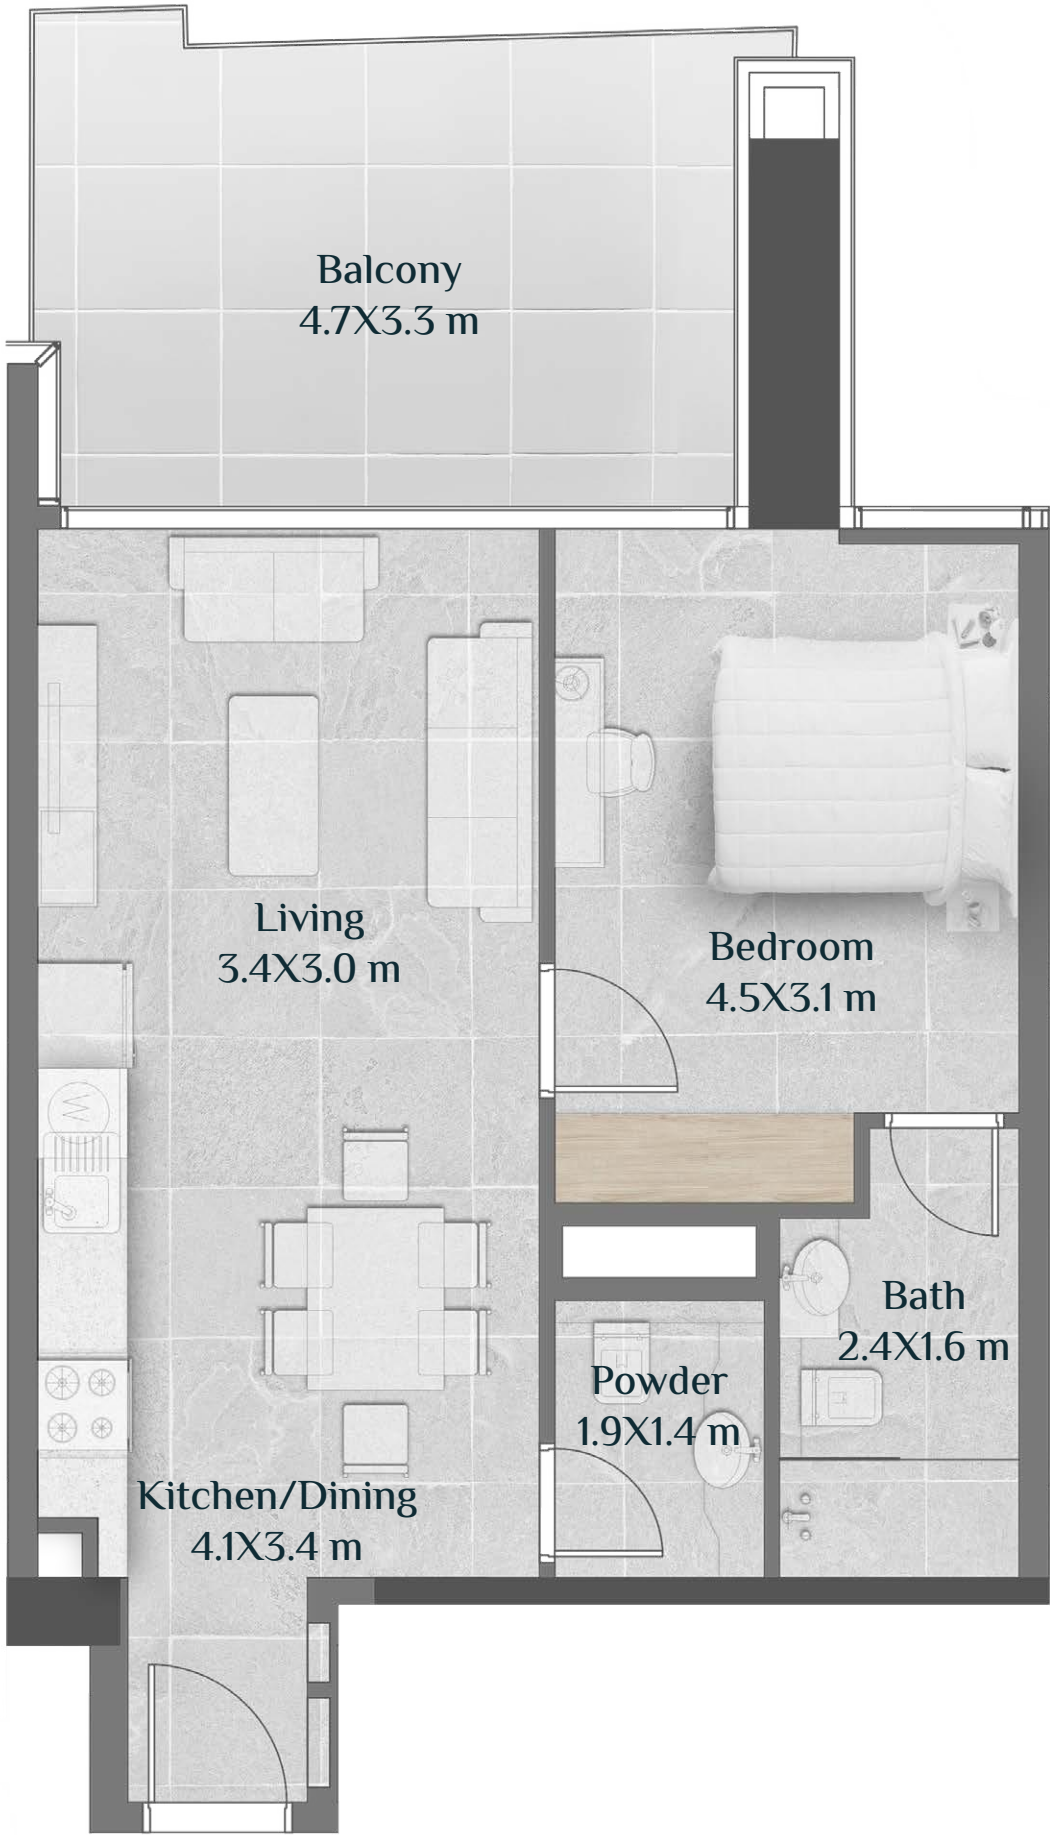 Balcony
4.7X3.3 m
Living
3.4X3.0 m
Bedroom
4.5X3.1 m
Bath
2.4X1.6 m
Powder
1.9X1.4 m
Kitchen/Dining
4.1X3.4 m
W